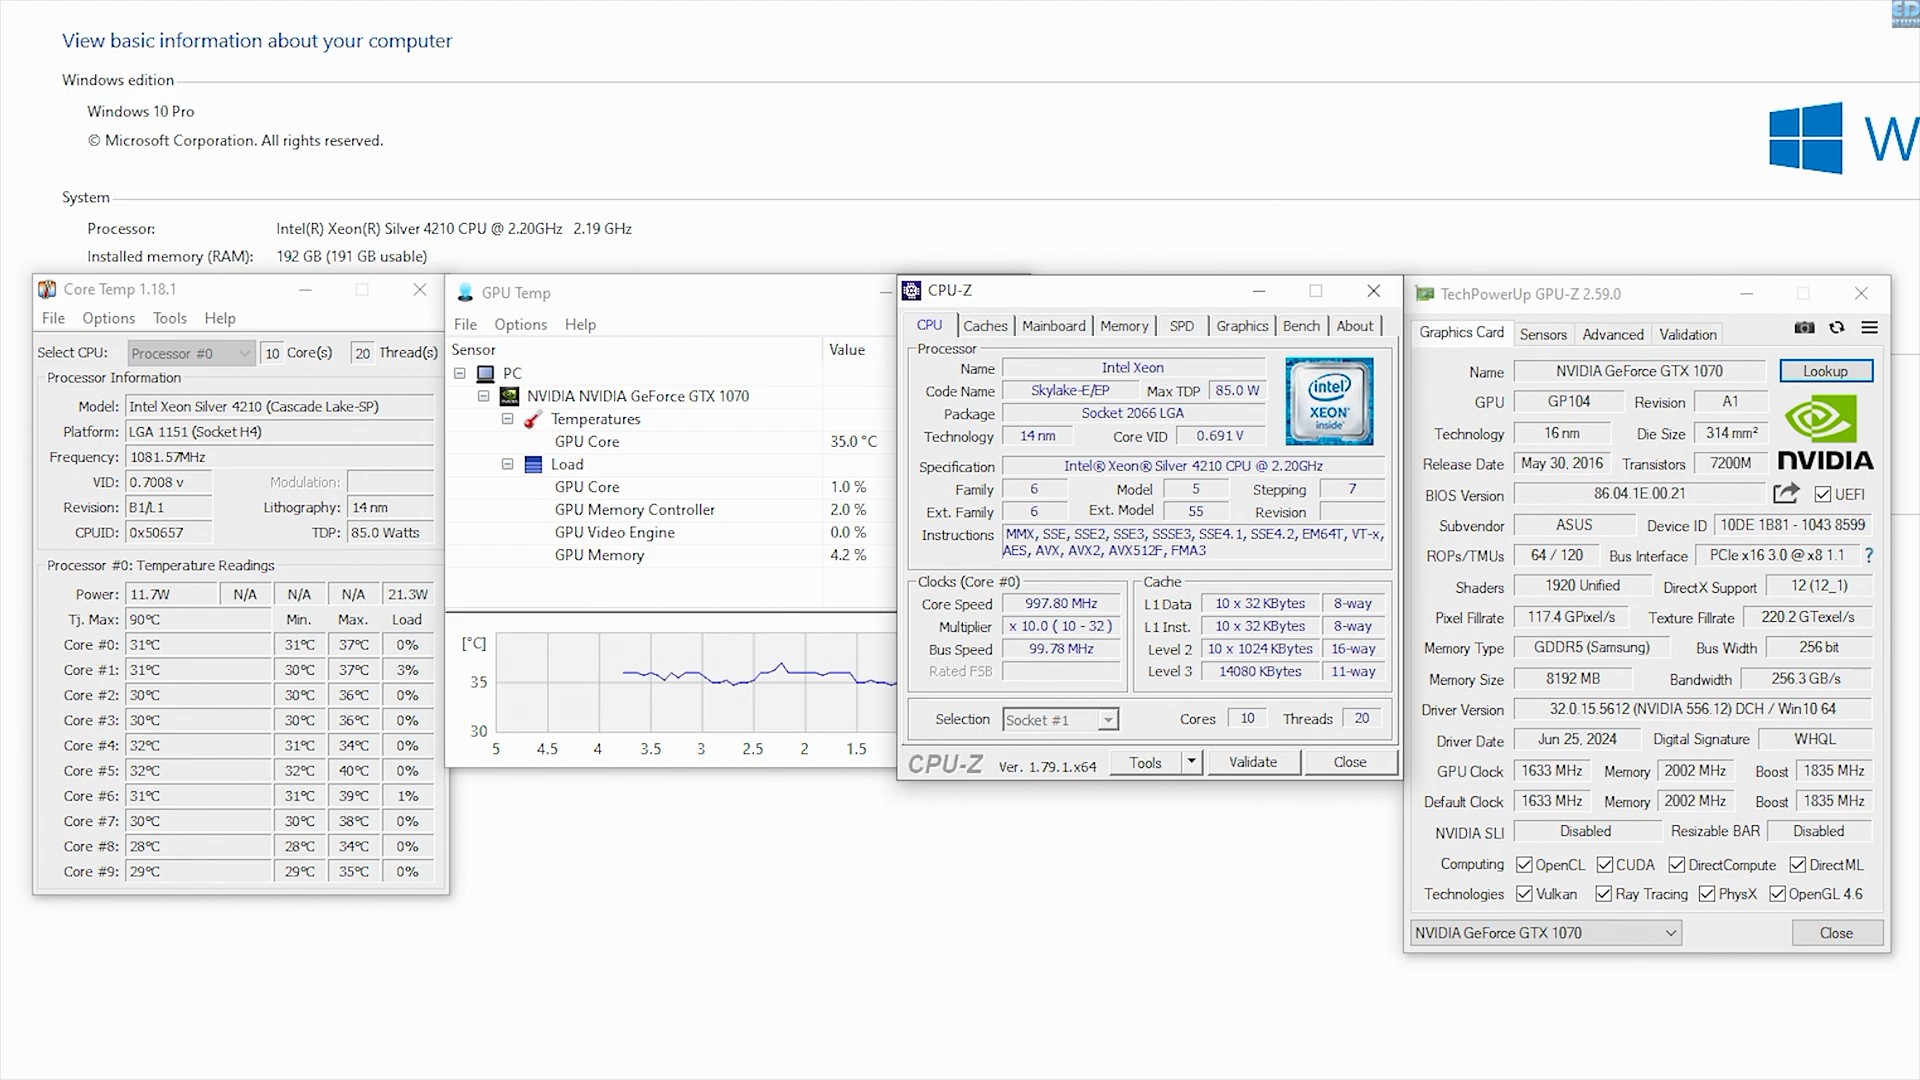 View basic information about your computer
Windows edition
Windows 10 Pro
© Microsoft Corporation. All rights reserved.
W
System
Processor: Intel(R) Xeon(R) Silver 4210 CPU @ 2.20GHz 2.19 GHz
Installed memory (RAM): 192 GB (191 GB usable)
Core Temp 1.18.1
File Options Tools Help
Select CPU: Processor #0 10 Core(s) 20 Thread(s)
Processor Information
Model: Intel Xeon Silver 4210 (Cascade Lake-SP)
Platform: LGA 1151 (Socket H4)
Frequency: 1081.57MHz
VID: 0.7008 v Modulation:
Revision: B1/L1 Lithography: 14 nm
CPUID: 0x50657 TDP: 85.0 Watts
Processor #0: Temperature Readings
Power: 11.7W N/A N/A N/A 21.3W
Tj. Max: 90°C Min. Max. Load
Core #0: 31°C 31°C 37°C 0%
Core #1: 31°C 30°C 37°C 3%
Core #2: 30°C 30°C 36°C 0%
Core #3: 30°C 30°C 36°C 0%
Core #4: 32°C 31°C 34°C 0%
Core #5: 32°C 32°C 40°C 0%
Core #6: 31°C 31°C 39°C 1%
Core #7: 30°C 30°C 38°C 0%
Core #8: 28°C 28°C 34°C 0%
Core #9: 29°C 29°C 35°C 0%
GPU Temp
File Options Help
Sensor Value
PC
NVIDIA NVIDIA GeForce GTX 1070
Temperatures
GPU Core 35.0 °C
Load
GPU Core 1.0 %
GPU Memory Controller 2.0 %
GPU Video Engine 0.0 %
GPU Memory 4.2 %
[°C]
35
30
5 4.5 4 3.5 3 2.5 2 1.5
CPU-Z
CPU Caches Mainboard Memory SPD Graphics Bench About
Processor
Name Intel Xeon
Code Name Skylake-E/EP Max TDP 85.0 W
Package Socket 2066 LGA
Technology 14 nm Core VID 0.691 V
intel XEON inside
Specification Intel® Xeon® Silver 4210 CPU @ 2.20GHz
Family 6 Model 5 Stepping 7
Ext. Family 6 Ext. Model 55 Revision
Instructions MMX, SSE, SSE2, SSE3, SSSE3, SSE4.1, SSE4.2, EM64T, VT-x,
AES, AVX, AVX2, AVX512F, FMA3
Clocks (Core #0)
Core Speed 997.80 MHz
Multiplier x 10.0 ( 10 - 32 )
Bus Speed 99.78 MHz
Rated FSB
Cache
L1 Data 10 x 32 KBytes 8-way
L1 Inst. 10 x 32 KBytes 8-way
Level 2 10 x 1024 KBytes 16-way
Level 3 14080 KBytes 11-way
Selection Socket #1 Cores 10 Threads 20
CPU-Z Ver. 1.79.1.x64 Tools Validate Close
TechPowerUp GPU-Z 2.59.0
Graphics Card Sensors Advanced Validation
Name NVIDIA GeForce GTX 1070 Lookup
GPU GP104 Revision A1
Technology 16 nm Die Size 314 mm²
Release Date May 30, 2016 Transistors 7200M
NVIDIA
BIOS Version 86.04.1E.00.21 UEFI
Subvendor ASUS Device ID 10DE 1B81 - 1043 8599
ROPs/TMUs 64 / 120 Bus Interface PCIe x16 3.0 @ x8 1.1 ?
Shaders 1920 Unified DirectX Support 12 (12_1)
Pixel Fillrate 117.4 GPixel/s Texture Fillrate 220.2 GTexel/s
Memory Type GDDR5 (Samsung) Bus Width 256 bit
Memory Size 8192 MB Bandwidth 256.3 GB/s
Driver Version 32.0.15.5612 (NVIDIA 556.12) DCH / Win10 64
Driver Date Jun 25, 2024 Digital Signature WHQL
GPU Clock 1633 MHz Memory 2002 MHz Boost 1835 MHz
Default Clock 1633 MHz Memory 2002 MHz Boost 1835 MHz
NVIDIA SLI Disabled Resizable BAR Disabled
Computing OpenCL CUDA DirectCompute DirectML
Technologies Vulkan Ray Tracing PhysX OpenGL 4.6
NVIDIA GeForce GTX 1070 Close